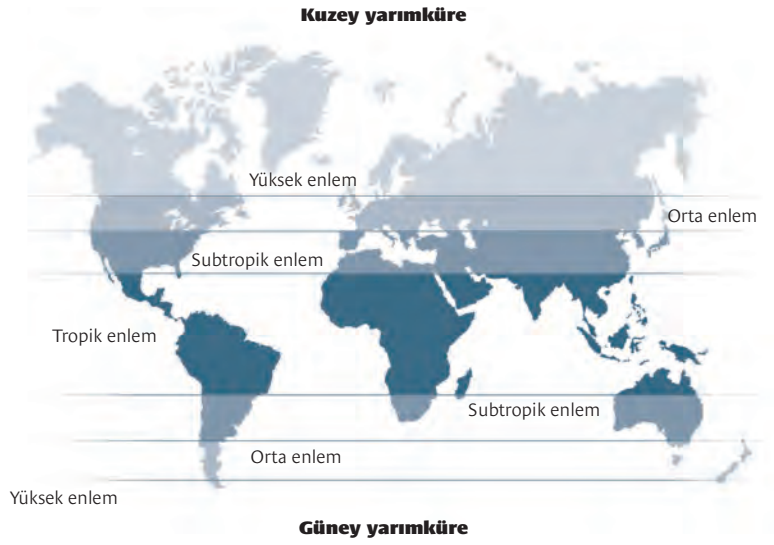 Kuzey yarımküre
Yüksek enlem
Orta enlem
Subtropik enlem
Tropik enlem
Subtropik enlem
Orta enlem
Yüksek enlem
Güney yarımküre